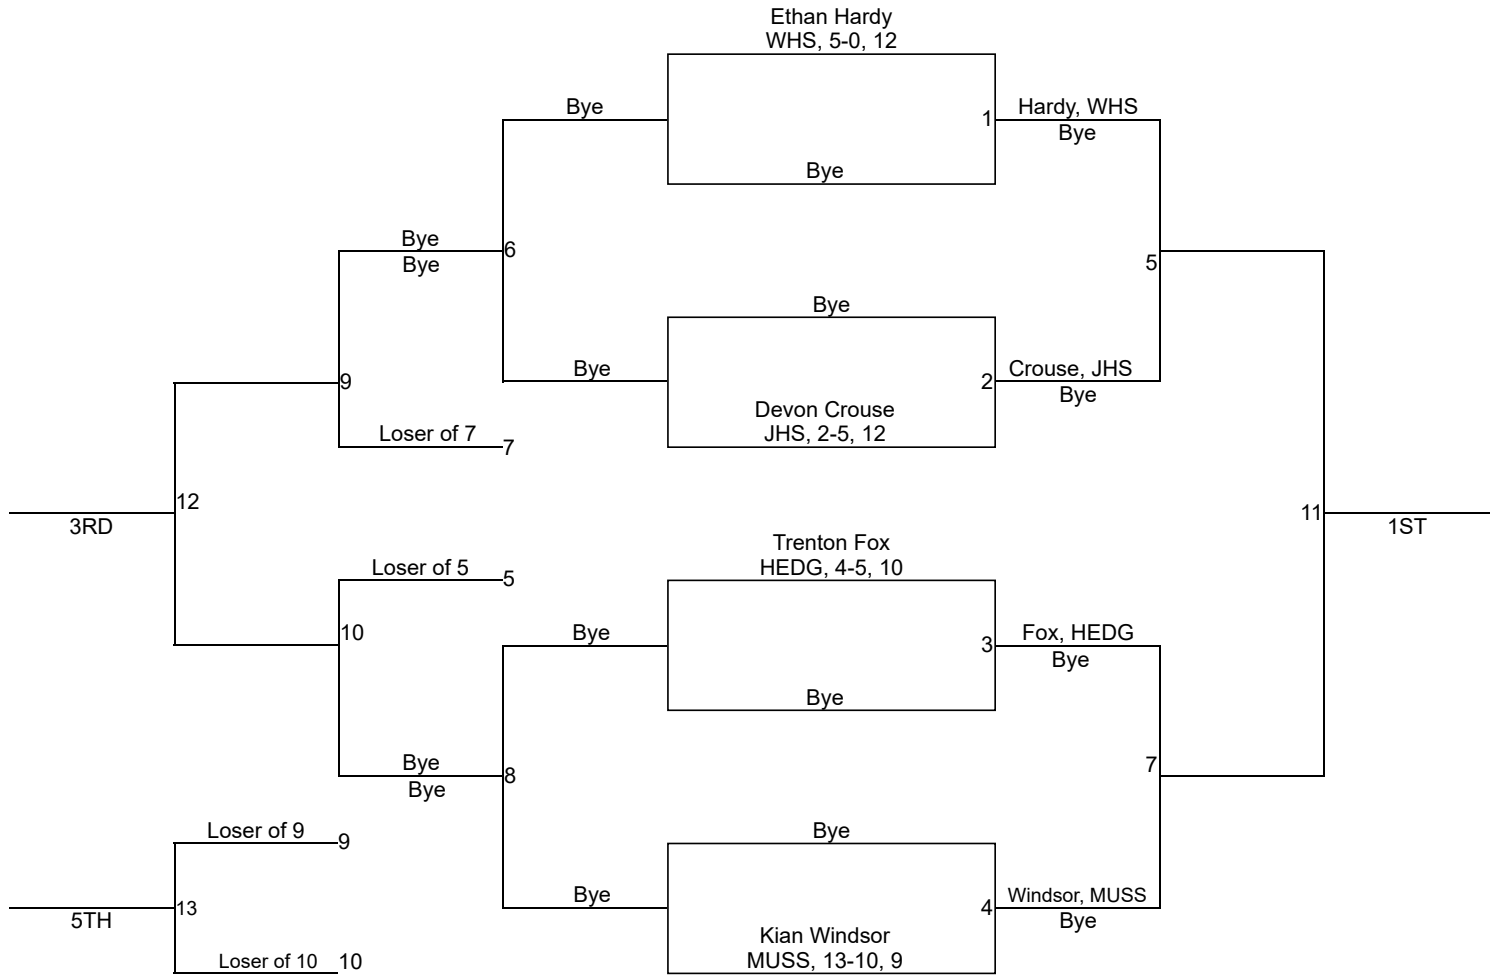 Ethan Hardy
WHS, 5-0, 12
Bye
1
Hardy, WHS
Bye
Bye
Bye
Bye
6
5
Bye
Bye
2
Crouse, JHS
Bye
Devon Crouse
JHS, 2-5, 12
9
Loser of 7
7
12
3RD
11
1ST
Trenton Fox
HEDG, 4-5, 10
Loser of 5
5
10
Bye
3
Fox, HEDG
Bye
Bye
Bye
Bye
8
7
Bye
Loser of 9
9
Bye
4
Windsor, MUSS
Bye
13
5TH
Kian Windsor
MUSS, 13-10, 9
Loser of 10
10